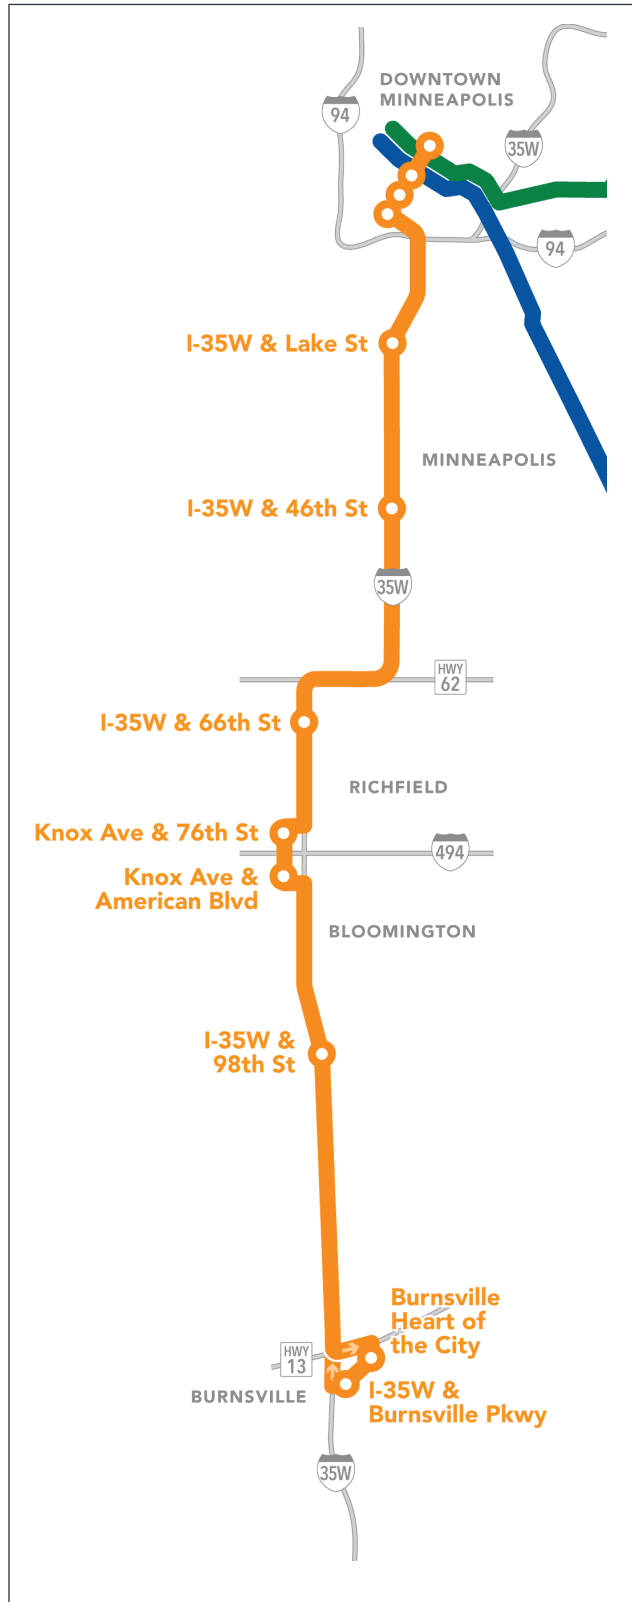 DOWNTOWN
MINNEAPOLIS
94
35W
94
I-35W & Lake St
MINNEAPOLIS
I-35W & 46th St
35W
HWY
62
I-35W & 66th St
RICHFIELD
Knox Ave & 76th St
494
Knox Ave &
American Blvd
BLOOMINGTON
I-35W &
98th St
Burnsville
Heart of
the City
HWY
13
I-35W &
Burnsville Pkwy
BURNSVILLE
35W